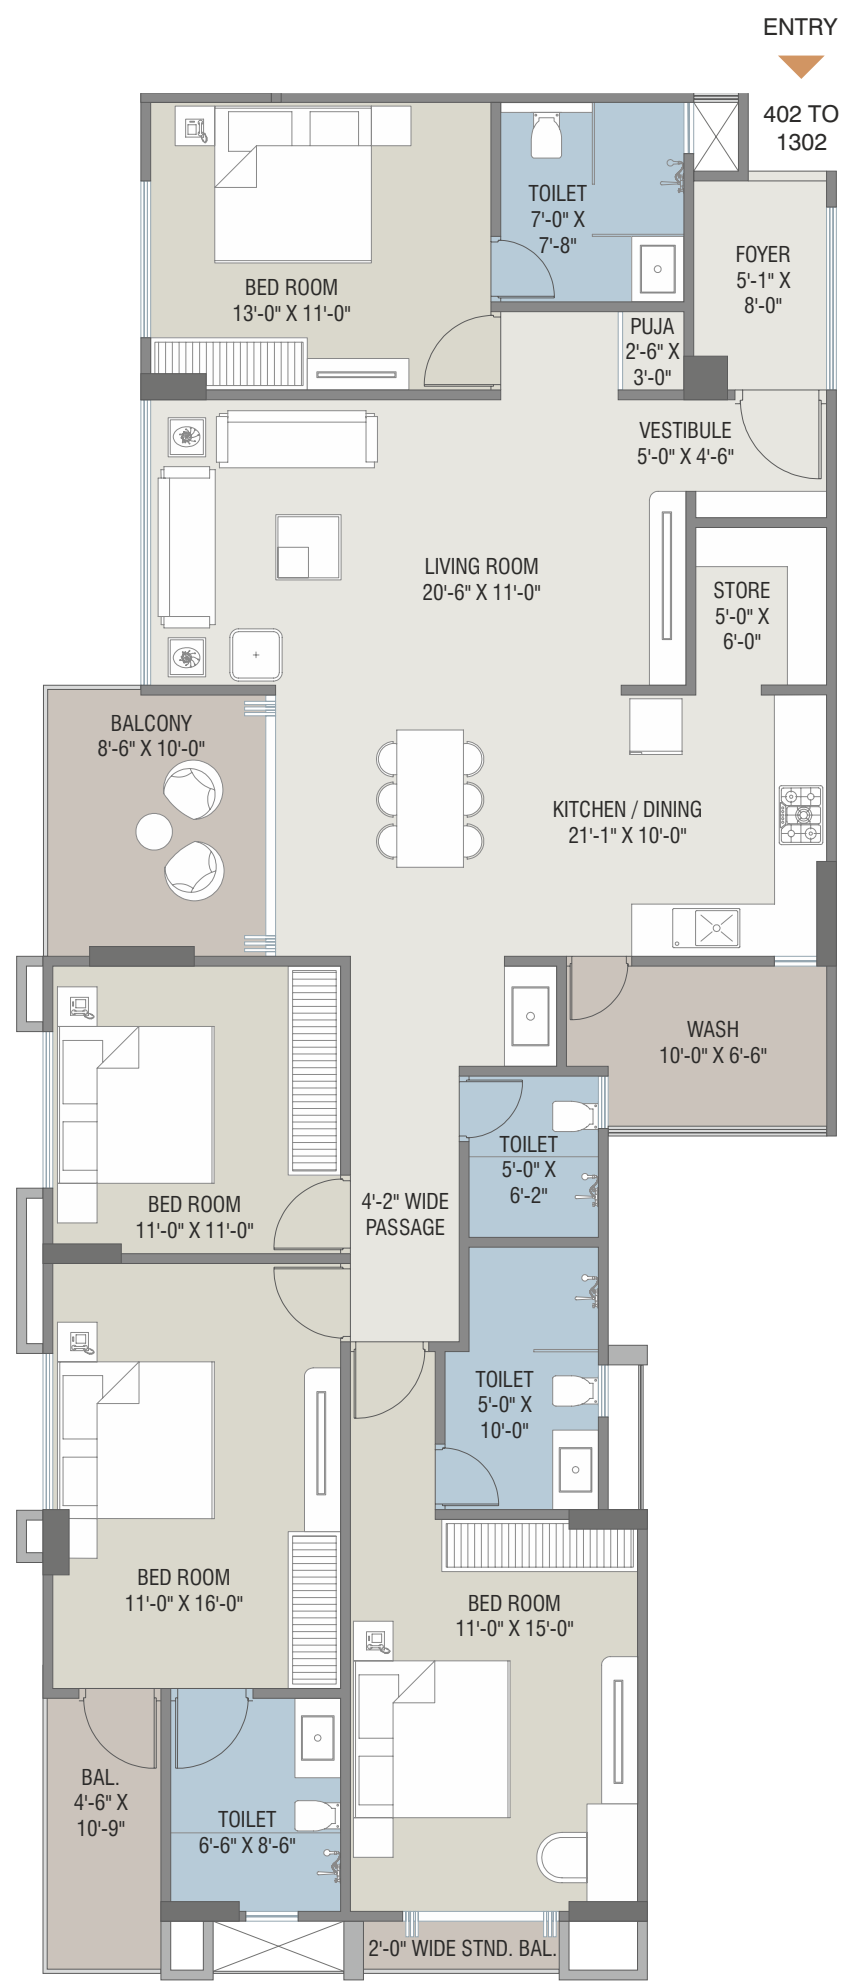 ENTRY
402 TO
1302
TOILET
7'-0" X
7'-8"
FOYER
5'-1" X
8'-0"
BED ROOM
13'-0" X 11'-0"
PUJA
2'-6" X
3'-0"
VESTIBULE
5'-0" X 4'-6"
LIVING ROOM
20'-6" X 11'-0"
STORE
5'-0" X
6'-0"
BALCONY
8'-6" X 10'-0"
KITCHEN / DINING
21'-1" X 10'-0"
WASH
10'-0" X 6'-6"
TOILET
5'-0" X
6'-2"
BED ROOM
11'-0" X 11'-0"
4'-2" WIDE
PASSAGE
TOILET
5'-0" X
10'-0"
BED ROOM
11'-0" X 16'-0"
BED ROOM
11'-0" X 15'-0"
BAL.
4'-6" X
10'-9"
TOILET
6'-6" X 8'-6"
2'-0" WIDE STND. BAL.